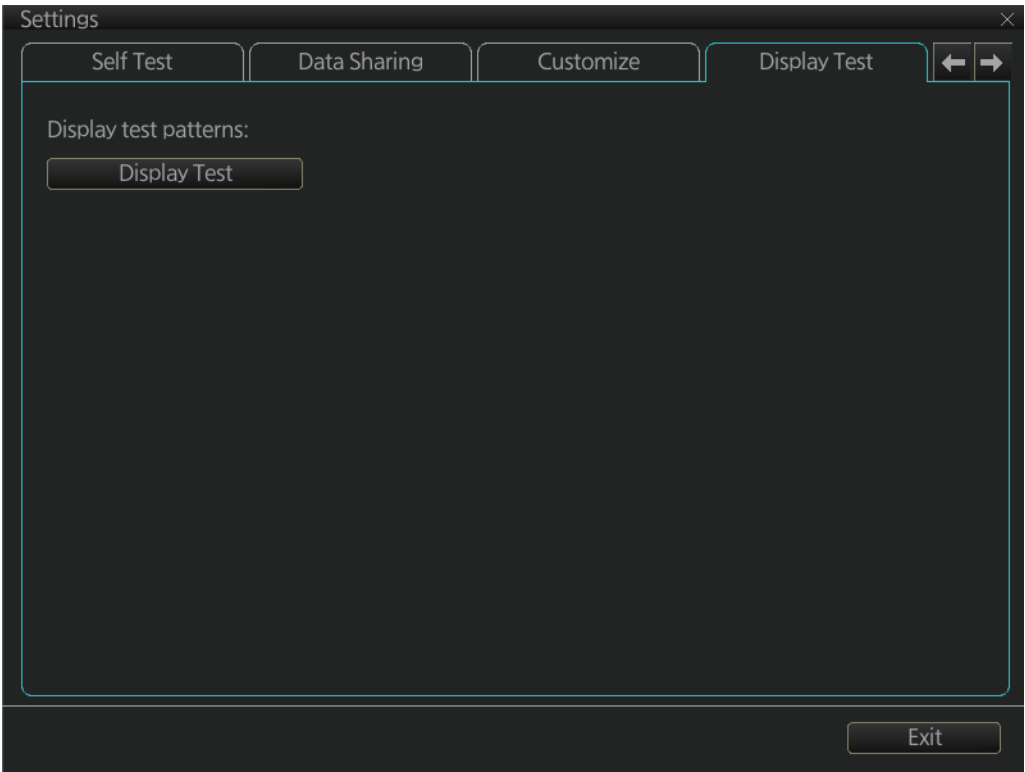 Settings
Self Test
Data Sharing
Customize
Display Test
Display test patterns:
Display Test
Exit